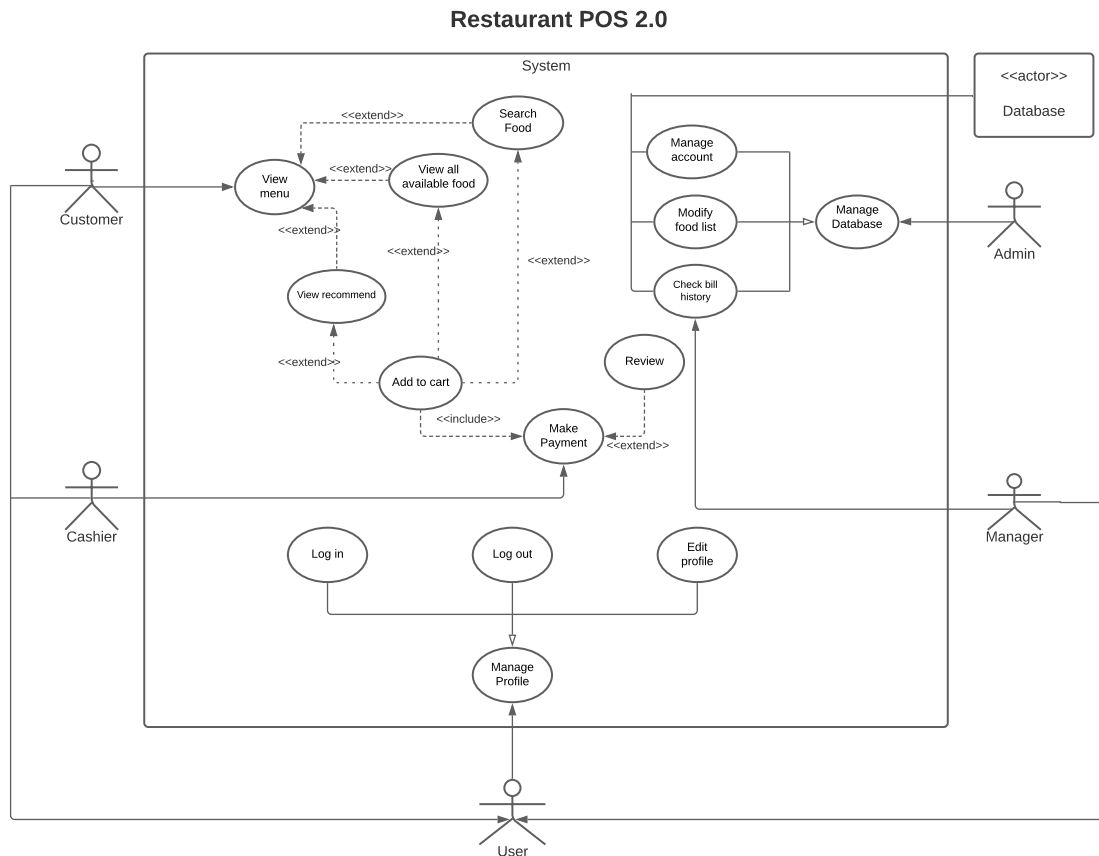 Restaurant POS 2.0
System
<<actor>>
Database
Search
Food
<<extend>>
View all
available food
<<extend>>
View
menu
<<extend>>
Customer
Manage
account
Modify
food list
Check bill
history
Manage
Database
Admin
<<extend>>
<<extend>>
View recommend
<<extend>>
Add to cart
Review
<<include>>
Make
Payment
<<extend>>
Cashier
Manager
Log in
Log out
Edit
profile
Manage
Profile
User